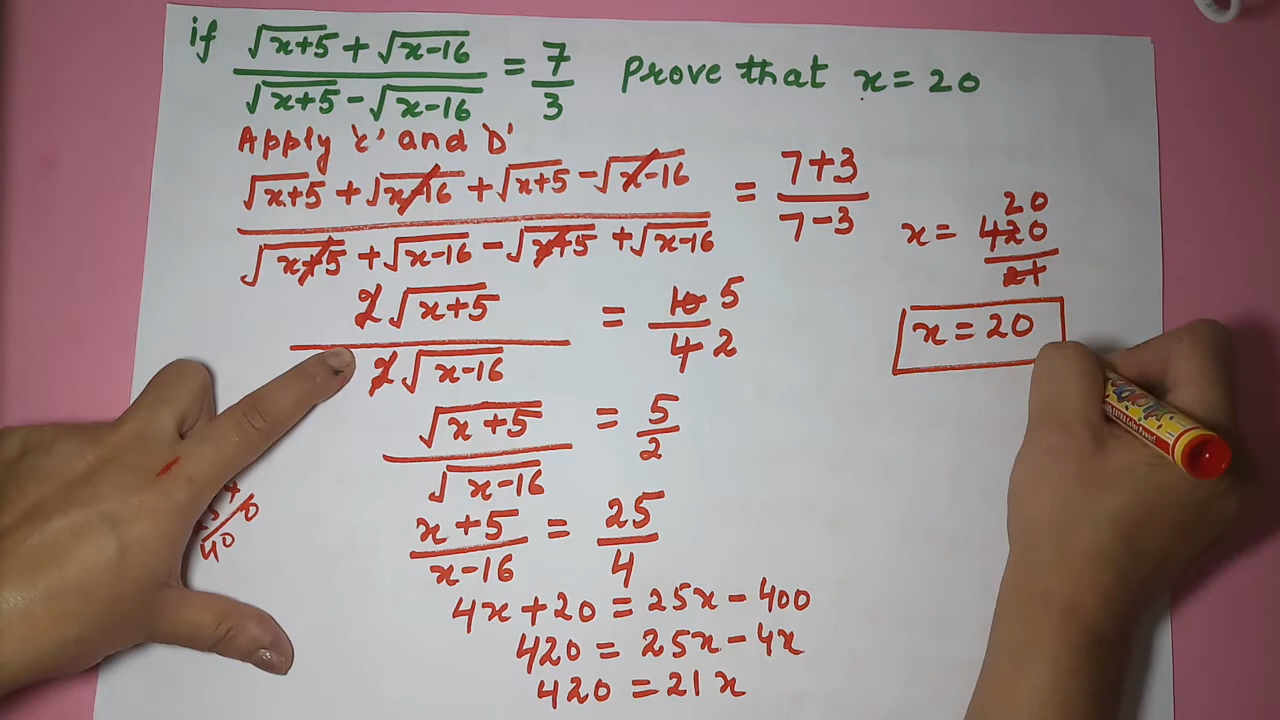 if √x+5 + √x-16 / √x+5 - √x-16 = 7/3 Prove that x = 20
Apply 'C' and 'D'
√x+5 + √x-16 + √x+5 - √x-16 / √x+5 + √x-16 - √x+5 + √x-16 = 7+3 / 7-3
2√x+5 / 2√x-16 = 10 5 / 4 2
√x+5 / √x-16 = 5/2
x+5 / x-16 = 25/4
4x + 20 = 25x - 400
420 = 25x - 4x
420 = 21x
x = 420 20 / 21
x = 20
40